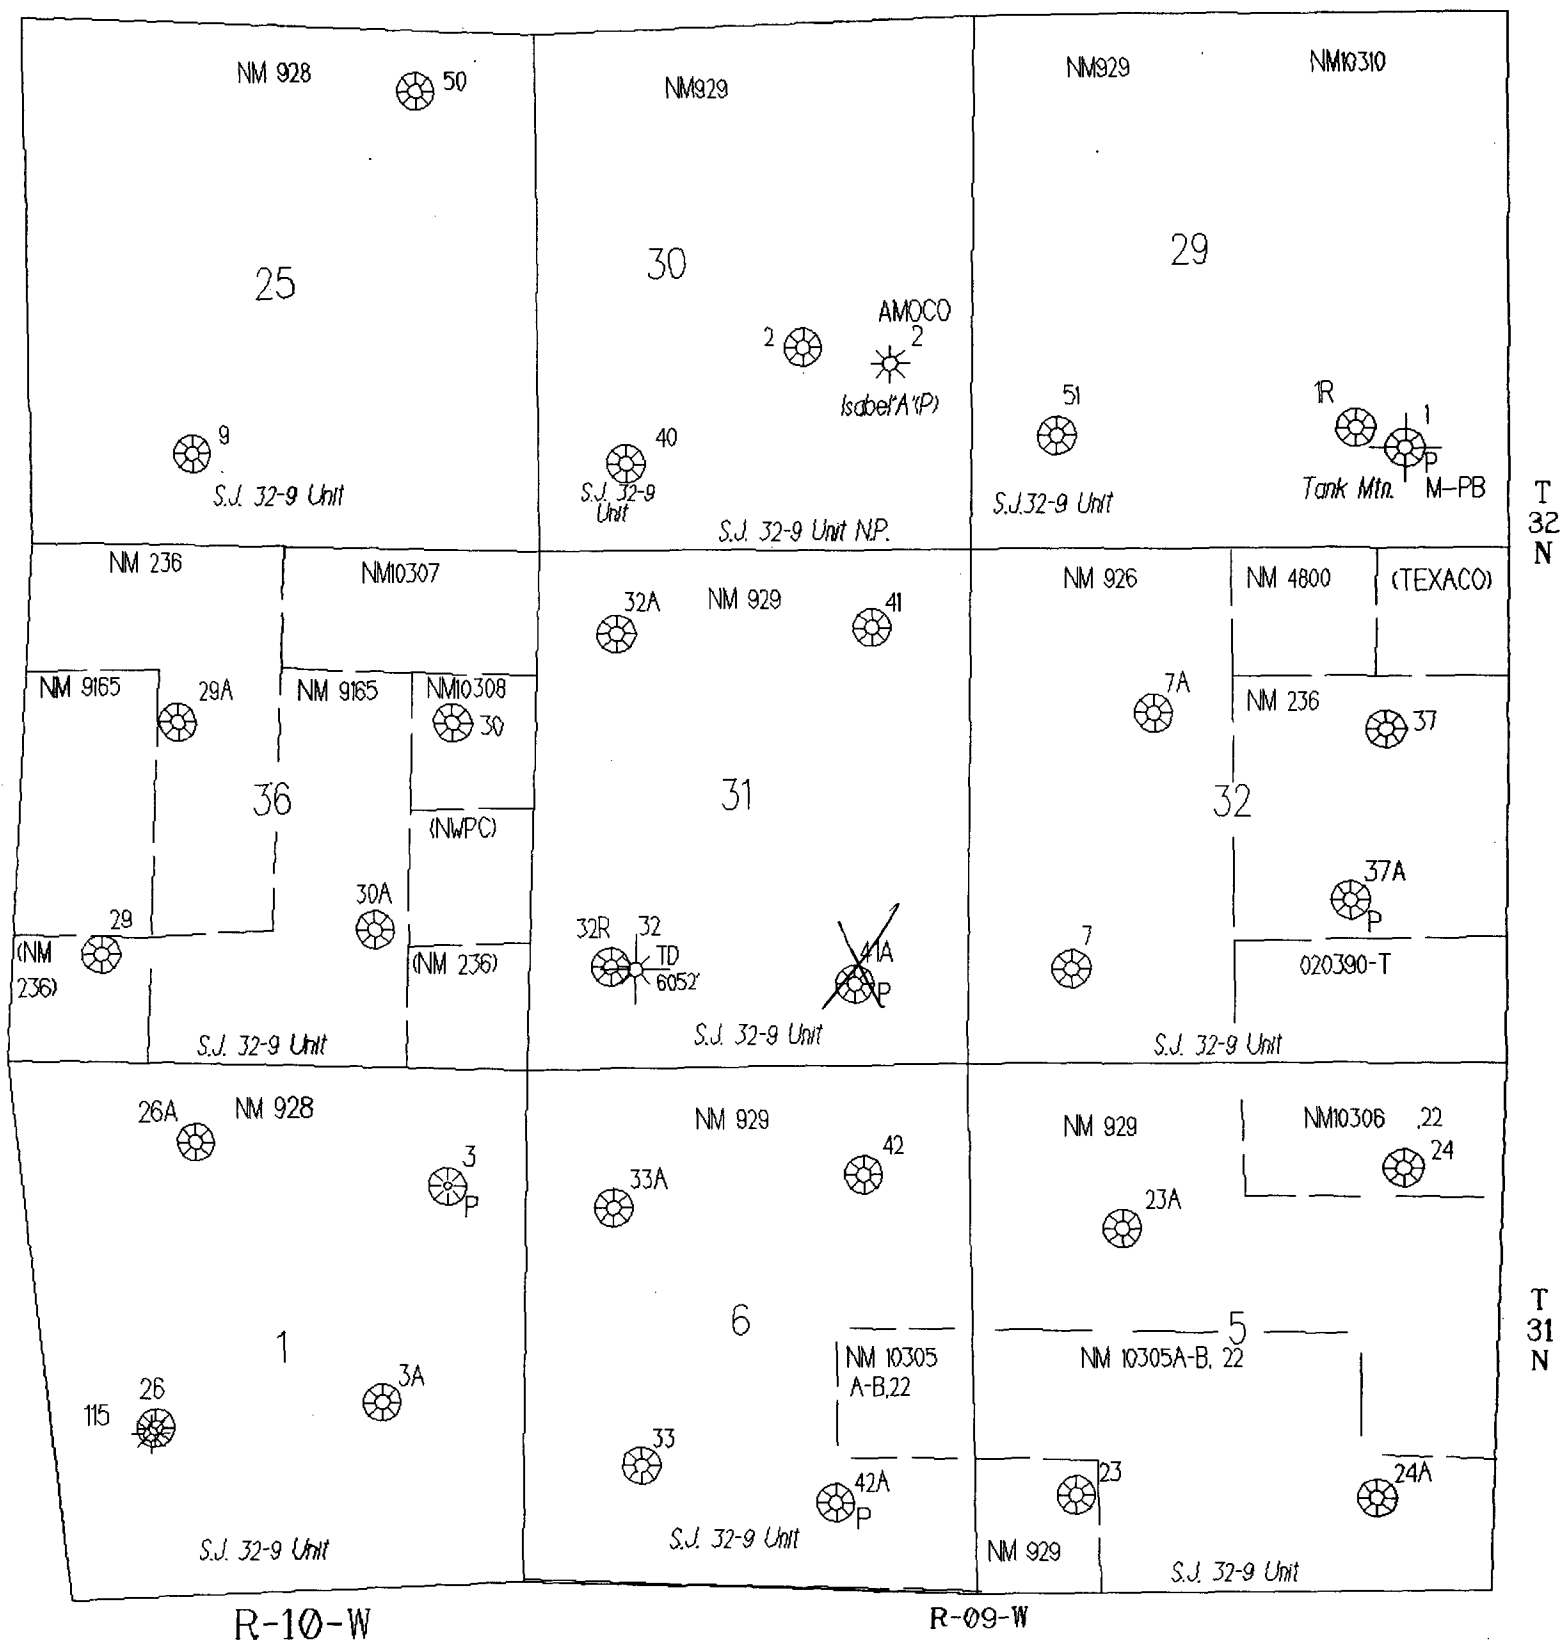 NM 928
50
25
9
S.J. 32-9 Unit
NM929
30
AMOCO
2
2
Isabel"A"(P)
40
S.J. 32-9
Unit
S.J. 32-9 Unit N.P.
NM929
NM10310
29
51
1R
1
P
Tank Mtn.
M-PB
S.J.32-9 Unit
T
32
N
NM 236
NM10307
NM 9165
29A
NM 9165
NM10308
30
36
(NWPC)
30A
29
(NM
236)
(NM 236)
S.J. 32-9 Unit
32A
NM 929
41
31
32R
32
TD
6052'
41A
P
S.J. 32-9 Unit
NM 926
NM 4800
(TEXACO)
7A
NM 236
37
32
37A
P
7
020390-T
S.J. 32-9 Unit
26A
NM 928
3
P
1
3A
26
115
S.J. 32-9 Unit
NM 929
42
33A
6
NM 10305
A-B,22
33
42A
P
S.J. 32-9 Unit
NM 929
NM10306
,22
24
23A
5
NM 10305A-B, 22
23
24A
NM 929
S.J. 32-9 Unit
T
31
N
R-10-W
R-09-W